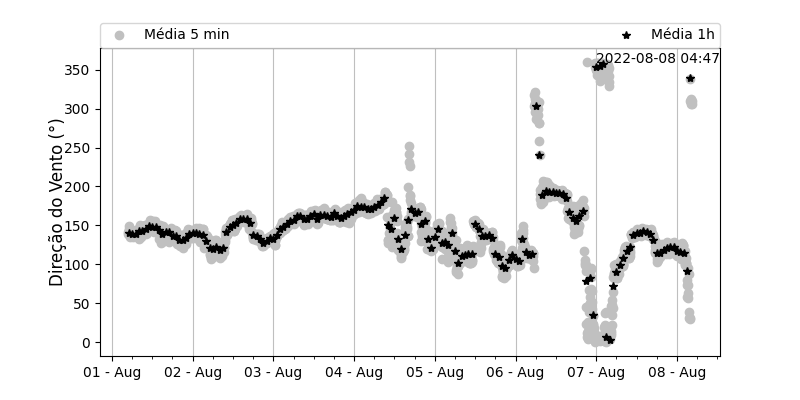 Média 5 min
Média 1h
2022-08-08 04:47
Direção do Vento (°)
350
300
250
200
150
100
50
0
01 - Aug
02 - Aug
03 - Aug
04 - Aug
05 - Aug
06 - Aug
07 - Aug
08 - Aug